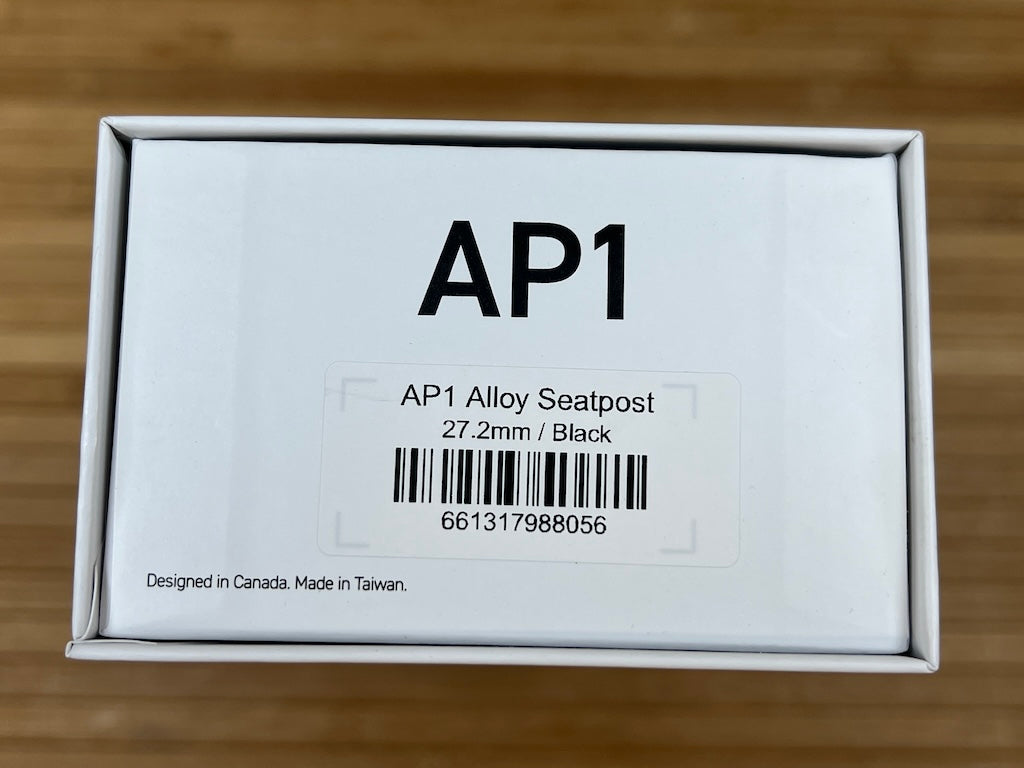 AP1
AP1 Alloy Seatpost
27.2mm / Black
661317988056
Designed in Canada. Made in Taiwan.